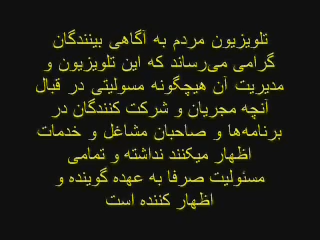 تلویزیون مردم به آگاهی بینندگان
گرامی می‌رساند که این تلویزیون و
مدیریت آن هیچگونه مسولیتی در قبال
آنچه مجریان و شرکت کنندگان در
برنامه‌ها و صاحبان مشاغل و خدمات
اظهار میکنند نداشته و تمامی
مسئولیت صرفا به عهده گوینده و
اظهار کننده است